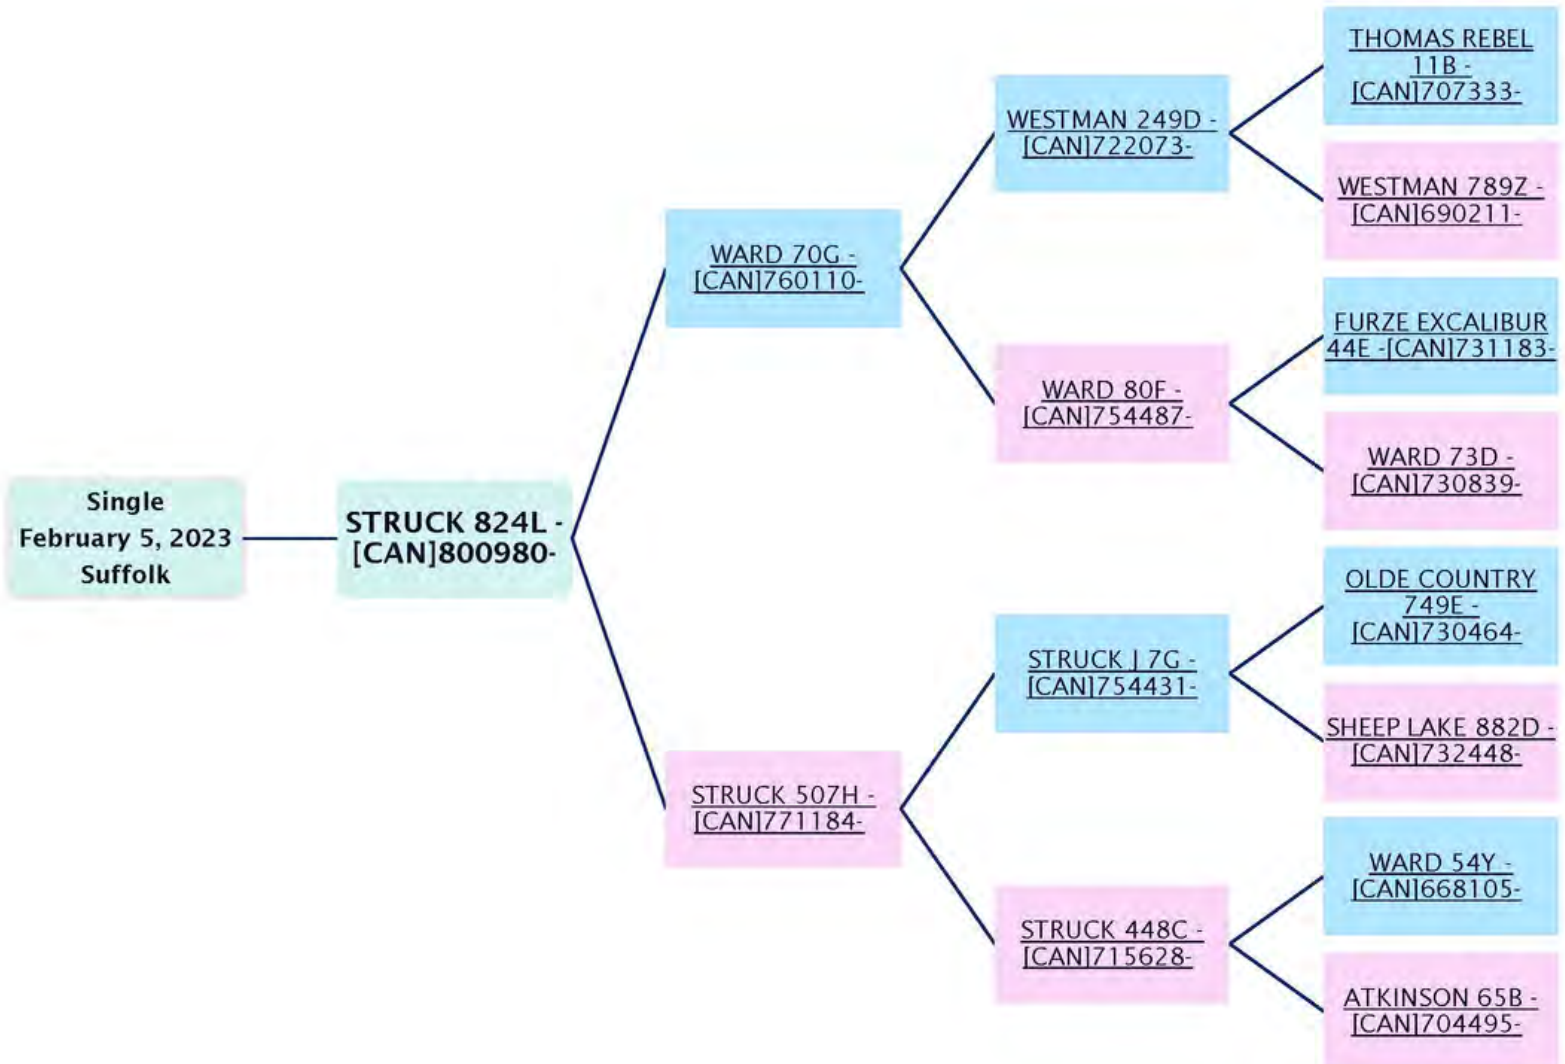 Single
February 5, 2023
Suffolk
STRUCK 824L -
[CAN]800980-
WARD 70G -
[CAN]760110-
STRUCK 507H -
[CAN]771184-
WESTMAN 249D -
[CAN]722073-
WARD 80F -
[CAN]754487-
STRUCK J 7G -
[CAN]754431-
STRUCK 448C -
[CAN]715628-
THOMAS REBEL
11B -
[CAN]707333-
WESTMAN 789Z -
[CAN]690211-
FURZE EXCALIBUR
44E -[CAN]731183-
WARD 73D -
[CAN]730839-
OLDE COUNTRY
749E -
[CAN]730464-
SHEEP LAKE 882D -
[CAN]732448-
WARD 54Y -
[CAN]668105-
ATKINSON 65B -
[CAN]704495-